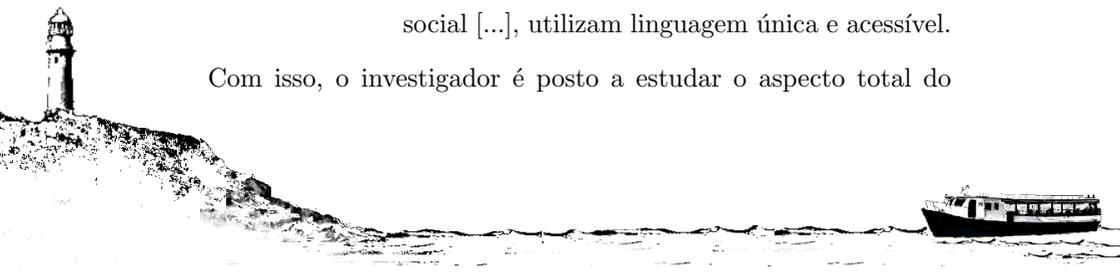 social [...], utilizam linguagem única e acessível.
Com isso, o investigador é posto a estudar o aspecto total do